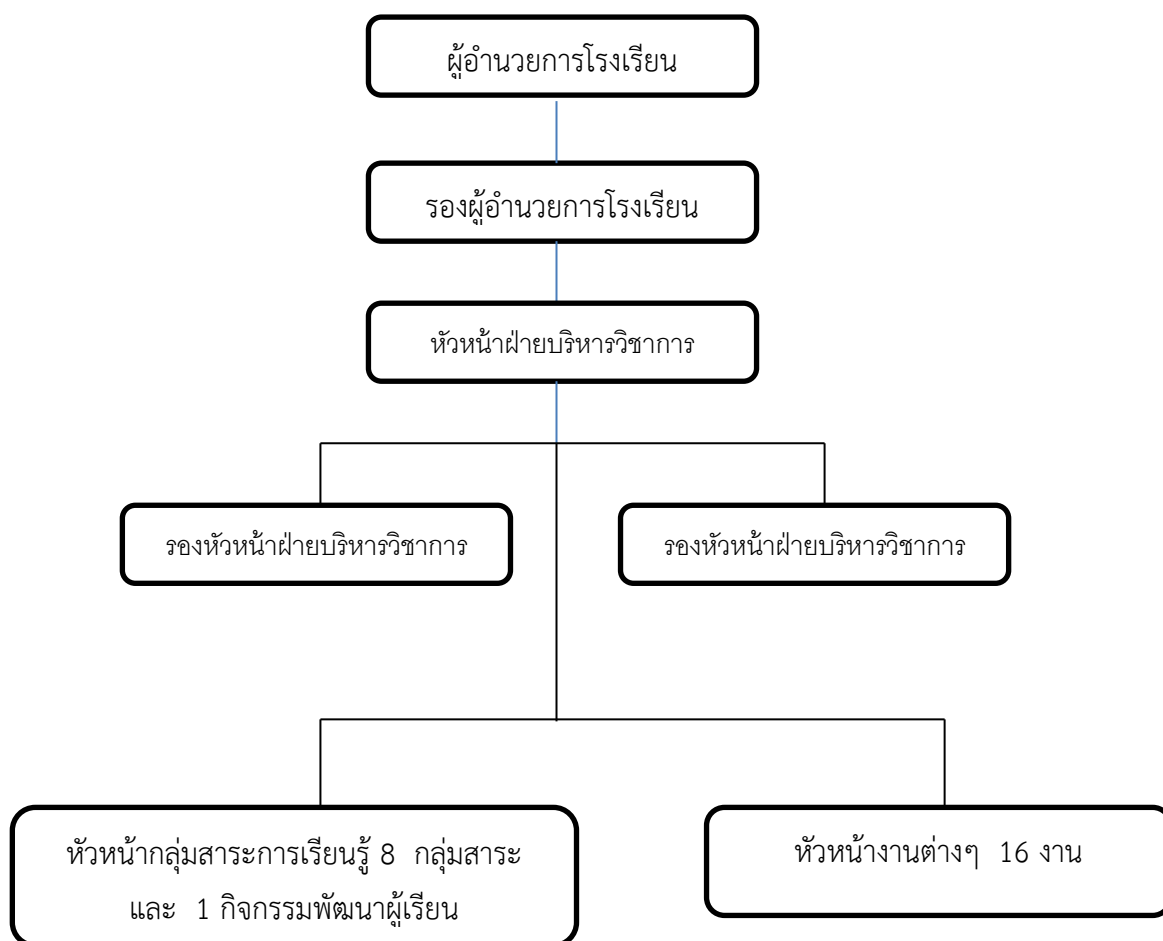 ผู้อำนวยการโรงเรียน
รองผู้อำนวยการโรงเรียน
หัวหน้าฝ่ายบริหารวิชาการ
รองหัวหน้าฝ่ายบริหารวิชาการ
รองหัวหน้าฝ่ายบริหารวิชาการ
หัวหน้ากลุ่มสาระการเรียนรู้ 8 กลุ่มสาระ
และ 1 กิจกรรมพัฒนาผู้เรียน
หัวหน้างานต่างๆ 16 งาน